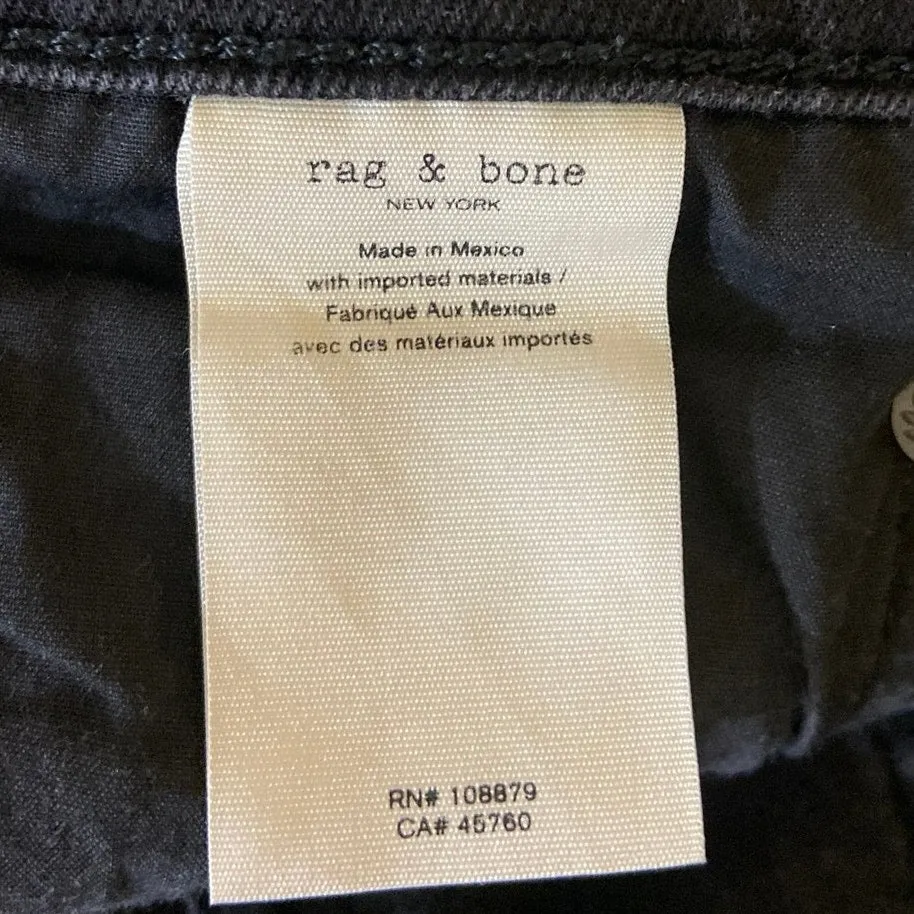 rag & bone
NEW YORK
Made in Mexico
with imported materials /
Fabriqué Aux Mexique
avec des matériaux importés
RN# 108879
CA# 45760